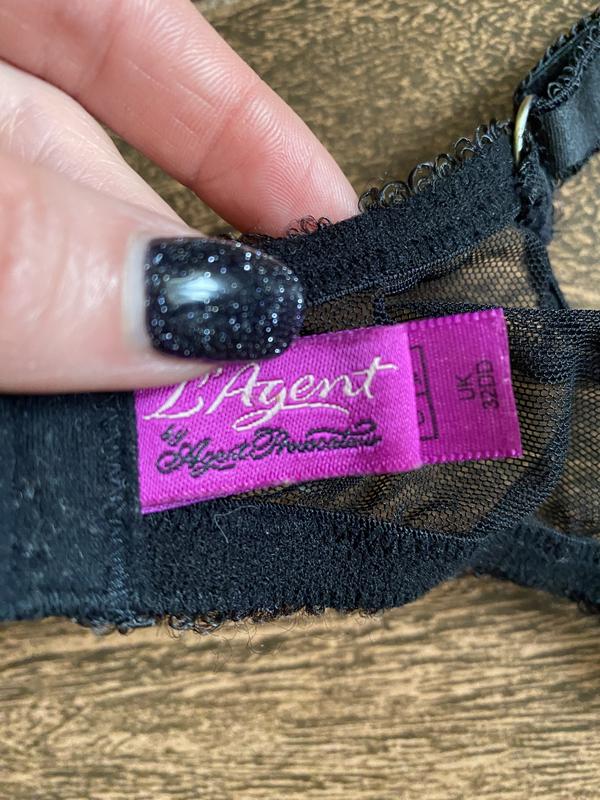 L'Agent
by
Agent Provocateur
UK
32DD